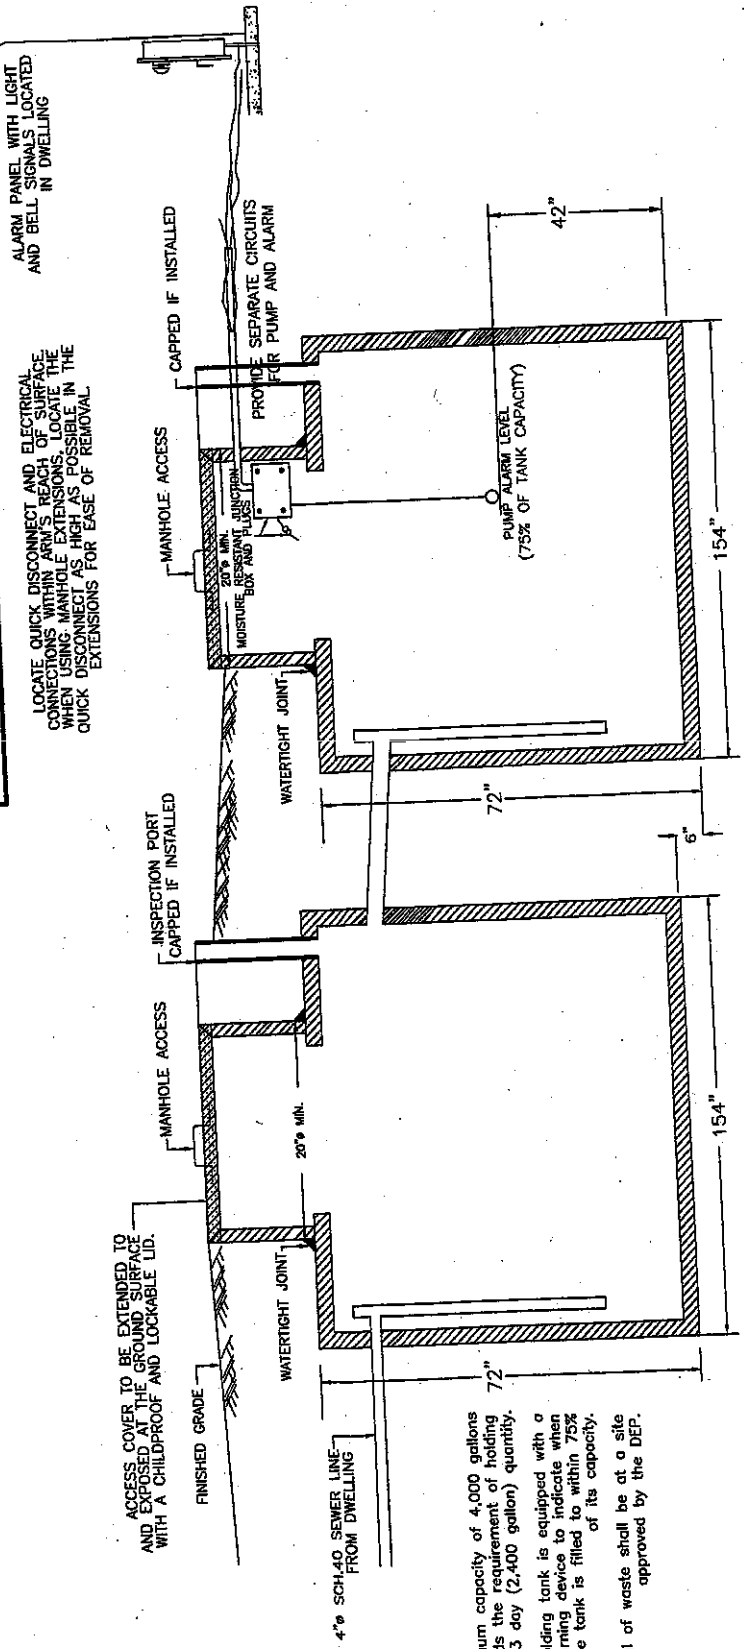 ALARM PANEL WITH LIGHT
AND BELL SIGNALS LOCATED
IN DWELLING
LOCATE QUICK DISCONNECT AND ELECTRICAL
CONNECTIONS WITHIN ARM'S REACH OF SURFACE.
WHEN USING MANHOLE EXTENSIONS, LOCATE THE
QUICK DISCONNECT AS HIGH AS POSSIBLE IN THE
EXTENSIONS FOR EASE OF REMOVAL.
ACCESS COVER TO BE EXTENDED TO
AND EXPOSED AT THE GROUND SURFACE
WITH A CHILDPROOF AND LOCKABLE LID.
MANHOLE ACCESS
INSPECTION PORT
CAPPED IF INSTALLED
MANHOLE ACCESS
CAPPED IF INSTALLED
FINISHED GRADE
20"ø MIN.
MOISTURE RESISTANT JUNCTION
BOX AND PLUGS
PROVIDE SEPARATE CIRCUITS
FOR PUMP AND ALARM
WATERTIGHT JOINT
20"ø MIN.
WATERTIGHT JOINT
4"ø SCH.40 SEWER LINE
FROM DWELLING
PUMP ALARM LEVEL
(75% OF TANK CAPACITY)
42"
72"
72"
6"
154"
154"
capacity of 4,000 gallons
the requirement of holding
3 day (2,400 gallon) quantity.
tank is equipped with a
device to indicate when
tank is filled to within 75%
of its capacity.
of waste shall be at a site
approved by the DEP.